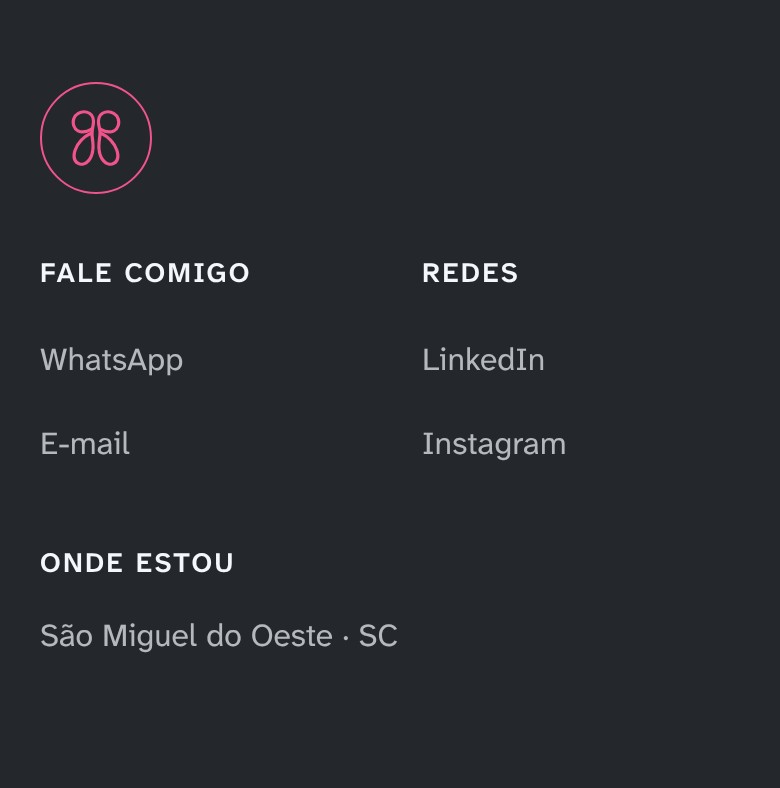 FALE COMIGO
WhatsApp
E-mail
REDES
LinkedIn
Instagram
ONDE ESTOU
São Miguel do Oeste · SC